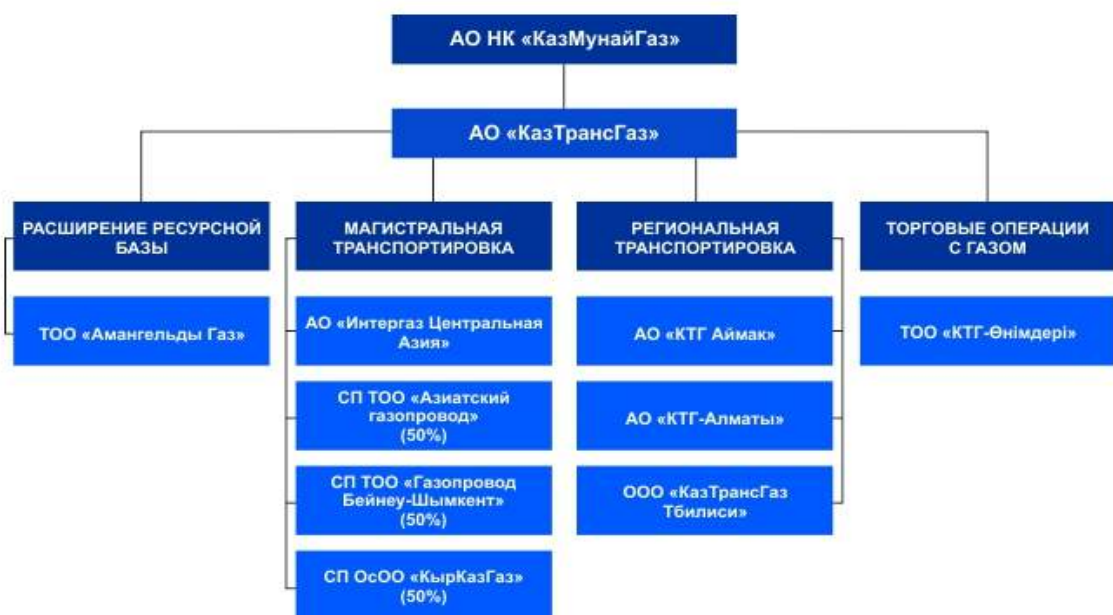 АО НК «КазМунайГаз»
АО «КазТрансГаз»
РАСШИРЕНИЕ РЕСУРСНОЙ
БАЗЫ
ТОО «Амангельды Газ»
МАГИСТРАЛЬНАЯ
ТРАНСПОРТИРОВКА
АО «Интергаз Центральная
Азия»
СП ТОО «Азиатский
газопровод»
(50%)
СП ТОО «Газопровод
Бейнеу-Шымкент»
(50%)
СП ОсОО «КырКазГаз»
(50%)
РЕГИОНАЛЬНАЯ
ТРАНСПОРТИРОВКА
АО «КТГ Аймак»
АО «КТГ-Алматы»
ООО «КазТрансГаз
Тбилиси»
ТОРГОВЫЕ ОПЕРАЦИИ
С ГАЗОМ
ТОО «КТГ-Өнімдері»